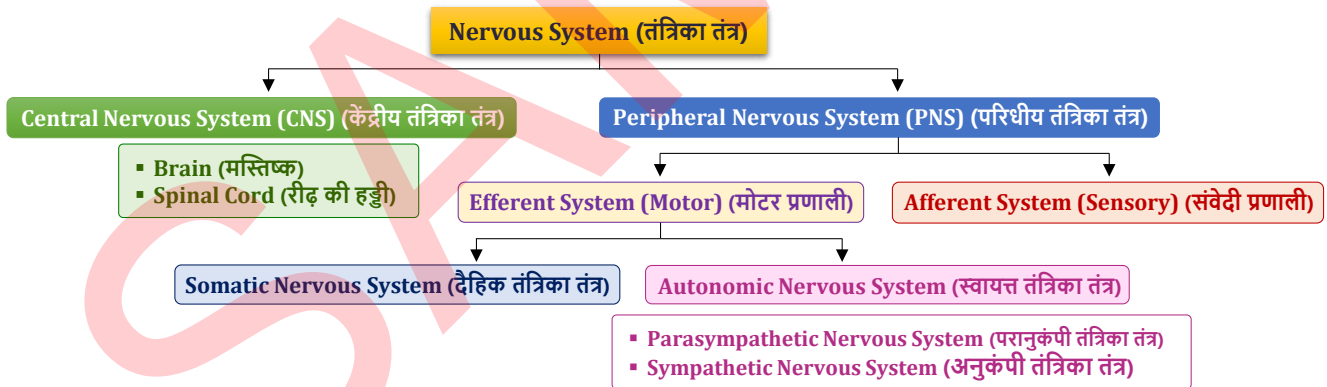 Nervous System (तंत्रिका तंत्र)
Central Nervous System (CNS) (केंद्रीय तंत्रिका तंत्र)
Peripheral Nervous System (PNS) (परिधीय तंत्रिका तंत्र)
▪ Brain (मस्तिष्क)
▪ Spinal Cord (रीढ़ की हड्डी)
Efferent System (Motor) (मोटर प्रणाली)
Afferent System (Sensory) (संवेदी प्रणाली)
Somatic Nervous System (दैहिक तंत्रिका तंत्र)
Autonomic Nervous System (स्वायत्त तंत्रिका तंत्र)
▪ Parasympathetic Nervous System (परानुकंपी तंत्रिका तंत्र)
▪ Sympathetic Nervous System (अनुकंपी तंत्रिका तंत्र)